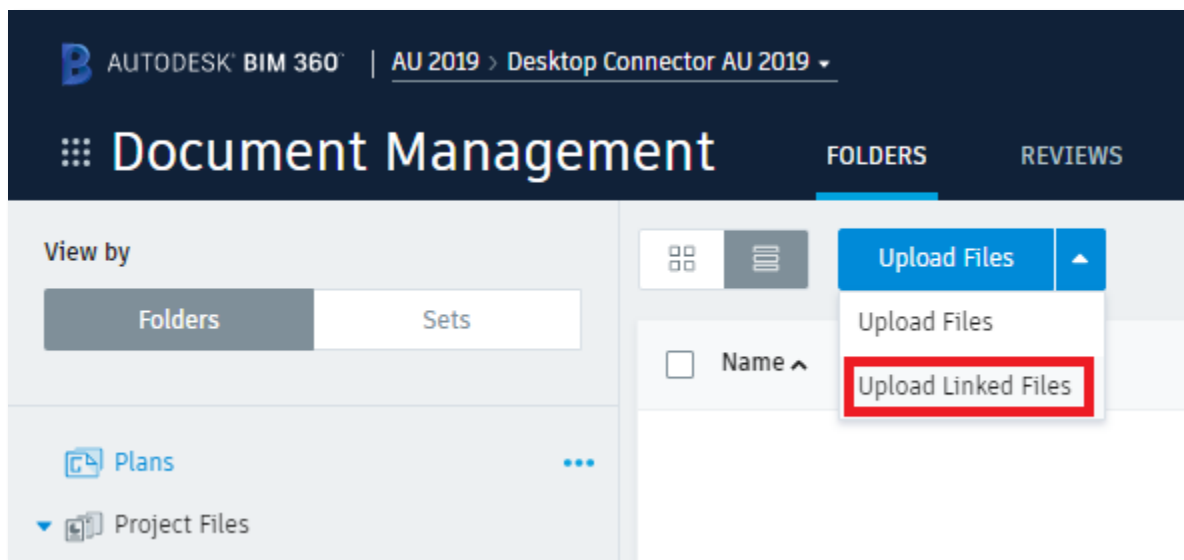 AUTODESK® BIM 360™ | AU 2019 > Desktop Connector AU 2019
Document Management
FOLDERS
REVIEWS
View by
Folders
Sets
Upload Files
Upload Files
Upload Linked Files
Name
Plans
Project Files